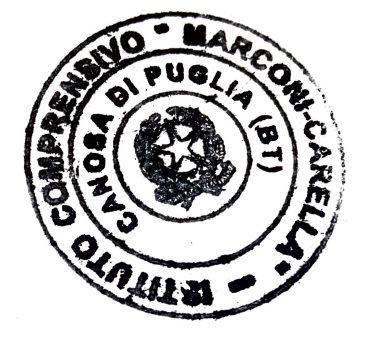 ISTITUTO COMPRENSIVO "MARCONI-CARELLA" -
CANOSA DI PUGLIA (BT)